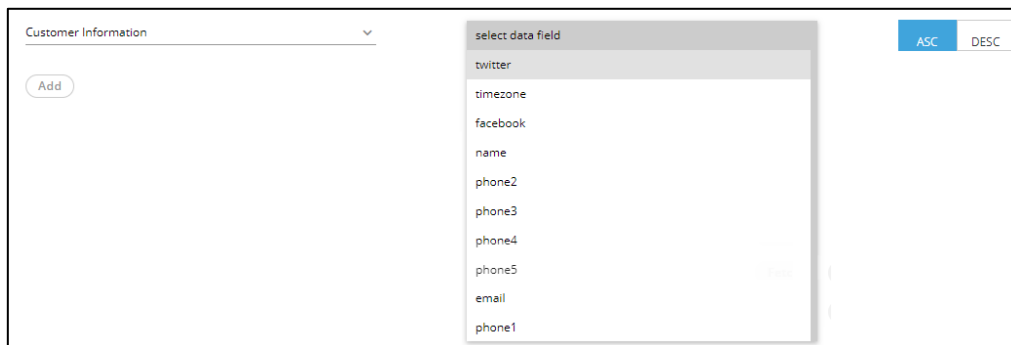 Customer Information
Add
select data field
twitter
timezone
facebook
name
phone2
phone3
phone4
phone5
email
phone1
ASC DESC